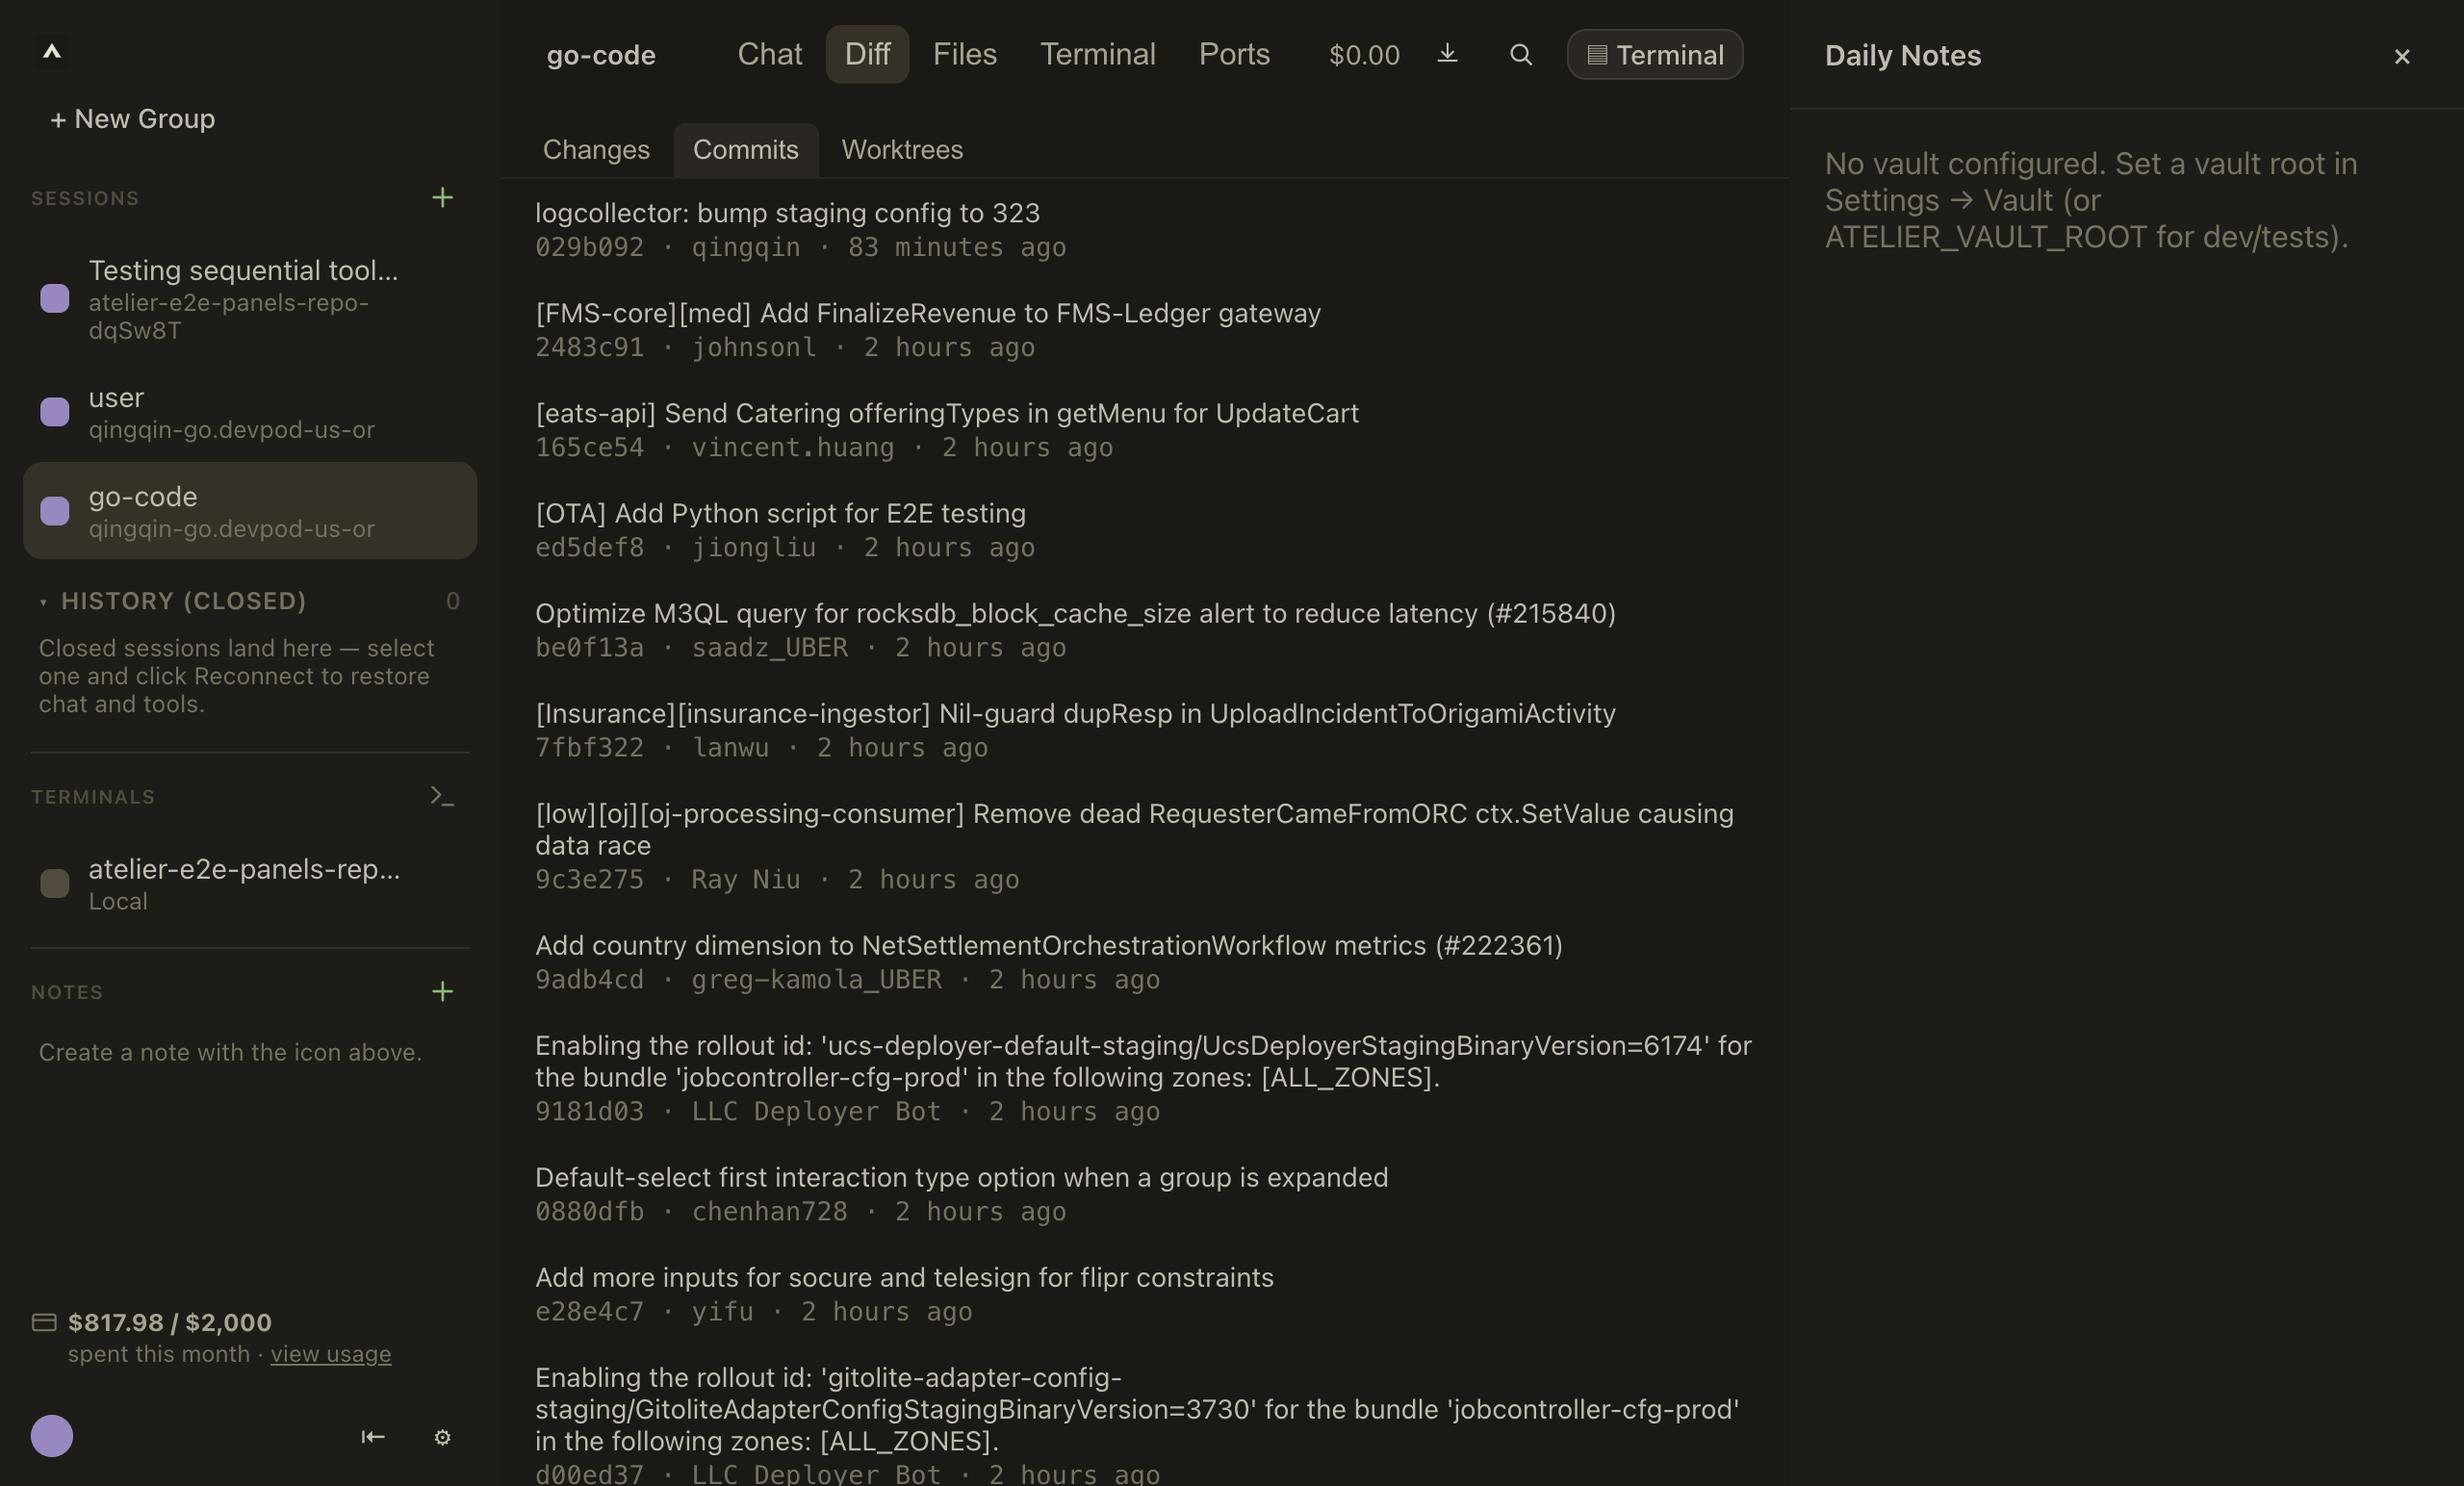 + New Group
SESSIONS
Testing sequential tool...
atelier-e2e-panels-repo-
dqSw8T
user
qingqin-go.devpod-us-or
go-code
qingqin-go.devpod-us-or
HISTORY (CLOSED) 0
Closed sessions land here — select
one and click Reconnect to restore
chat and tools.
TERMINALS
atelier-e2e-panels-rep...
Local
NOTES
Create a note with the icon above.
$817.98 / $2,000
spent this month · view usage
go-code Chat Diff Files Terminal Ports $0.00 Terminal
Changes Commits Worktrees
logcollector: bump staging config to 323
029b092 · qingqin · 83 minutes ago
[FMS-core][med] Add FinalizeRevenue to FMS-Ledger gateway
2483c91 · johnsonl · 2 hours ago
[eats-api] Send Catering offeringTypes in getMenu for UpdateCart
165ce54 · vincent.huang · 2 hours ago
[OTA] Add Python script for E2E testing
ed5def8 · jiongliu · 2 hours ago
Optimize M3QL query for rocksdb_block_cache_size alert to reduce latency (#215840)
be0f13a · saadz_UBER · 2 hours ago
[Insurance][insurance-ingestor] Nil-guard dupResp in UploadIncidentToOrigamiActivity
7fbf322 · lanwu · 2 hours ago
[low][oj][oj-processing-consumer] Remove dead RequesterCameFromORC ctx.SetValue causing
data race
9c3e275 · Ray Niu · 2 hours ago
Add country dimension to NetSettlementOrchestrationWorkflow metrics (#222361)
9adb4cd · greg-kamola_UBER · 2 hours ago
Enabling the rollout id: 'ucs-deployer-default-staging/UcsDeployerStagingBinaryVersion=6174' for
the bundle 'jobcontroller-cfg-prod' in the following zones: [ALL_ZONES].
9181d03 · LLC Deployer Bot · 2 hours ago
Default-select first interaction type option when a group is expanded
0880dfb · chenhan728 · 2 hours ago
Add more inputs for socure and telesign for flipr constraints
e28e4c7 · yifu · 2 hours ago
Enabling the rollout id: 'gitolite-adapter-config-
staging/GitoliteAdapterConfigStagingBinaryVersion=3730' for the bundle 'jobcontroller-cfg-prod'
in the following zones: [ALL_ZONES].
d00ed37 · LLC Deployer Bot · 2 hours ago
Daily Notes
No vault configured. Set a vault root in
Settings → Vault (or
ATELIER_VAULT_ROOT for dev/tests).